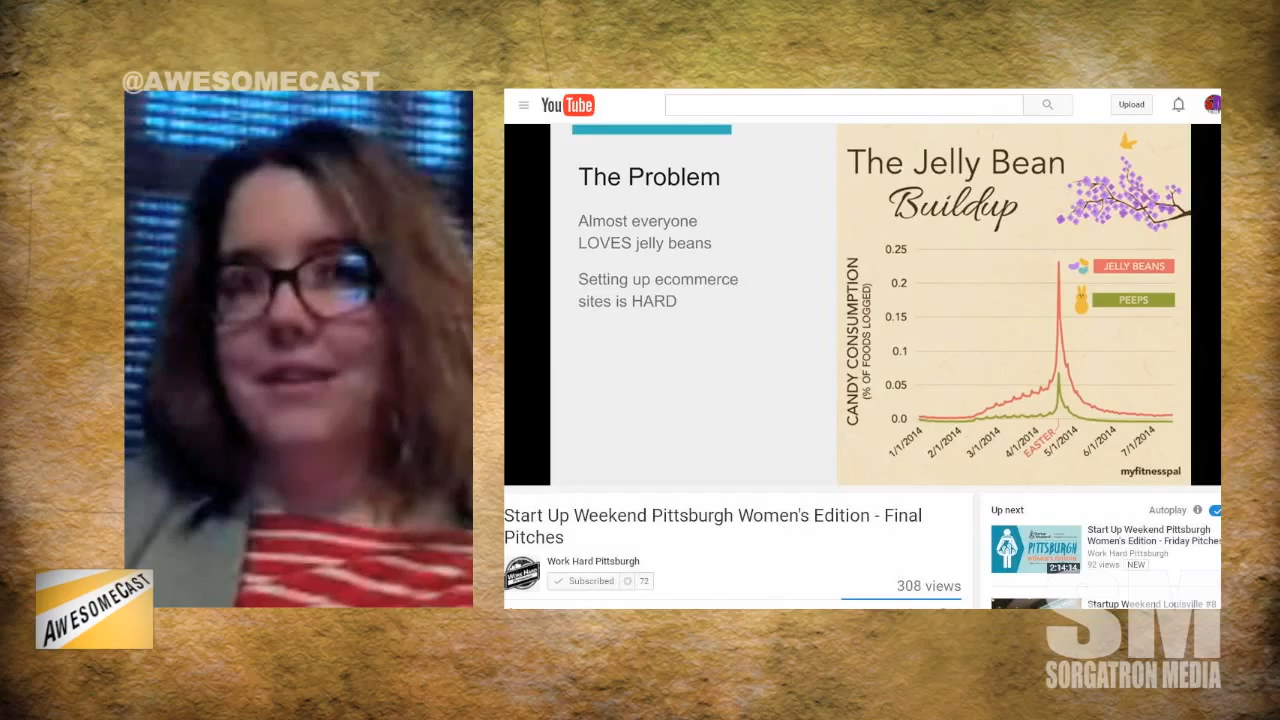 @AWESOMECAST
YouTube
Upload
The Problem
Almost everyone
LOVES jelly beans
Setting up ecommerce
sites is HARD
The Jelly Bean
Buildup
CANDY CONSUMPTION
(% OF FOODS LOGGED)
0.25
0.2
0.15
0.1
0.05
0.0
JELLY BEANS
PEEPS
1/1/2014
2/1/2014
3/1/2014
4/1/2014
EASTER
5/1/2014
6/1/2014
7/1/2014
myfitnesspal
Start Up Weekend Pittsburgh Women's Edition - Final
Pitches
Work Hard Pittsburgh
Subscribed 72
308 views
Up next
Autoplay
PITTSBURGH
2:14:14
Start Up Weekend Pittsburgh
Women's Edition - Friday Pitches
Work Hard Pittsburgh
92 views NEW
Startup Weekend Louisville #8
AWESOMECAST
SM
SORGATRON MEDIA